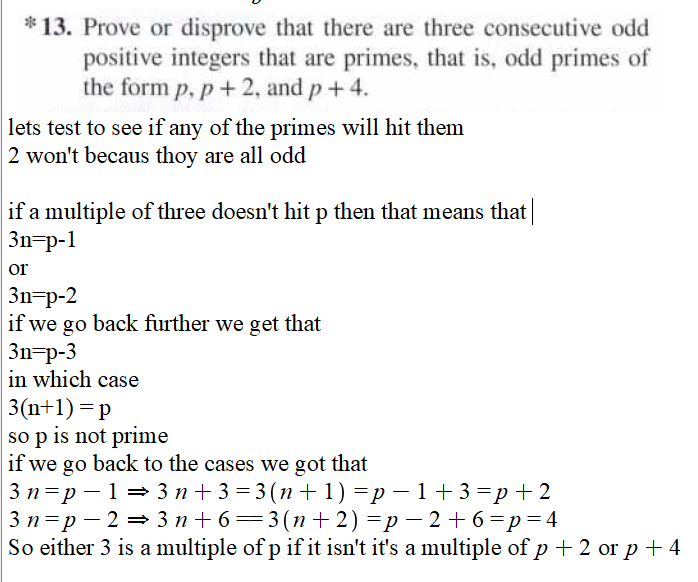 *13. Prove or disprove that there are three consecutive odd
positive integers that are primes, that is, odd primes of
the form p, p + 2, and p + 4.
lets test to see if any of the primes will hit them
2 won't becaus thoy are all odd
if a multiple of three doesn't hit p then that means that
3n=p-1
or
3n=p-2
if we go back further we get that
3n=p-3
in which case
3(n+1) = p
so p is not prime
if we go back to the cases we got that
3 n = p − 1 ⇒ 3 n + 3 = 3 ( n + 1 ) = p − 1 + 3 = p + 2
3 n = p − 2 ⇒ 3 n + 6 == 3 ( n + 2 ) = p − 2 + 6 = p = 4
So either 3 is a multiple of p if it isn't it's a multiple of p + 2 or p + 4